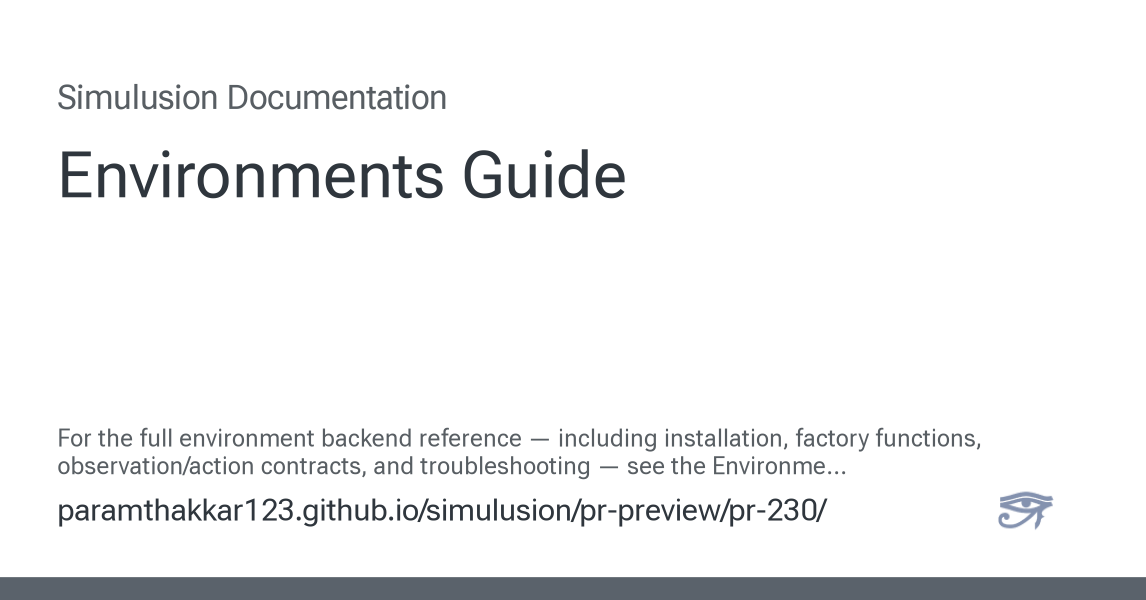 Simulusion Documentation
Environments Guide
For the full environment backend reference — including installation, factory functions,
observation/action contracts, and troubleshooting — see the Environme...
paramthakkar123.github.io/simulusion/pr-preview/pr-230/